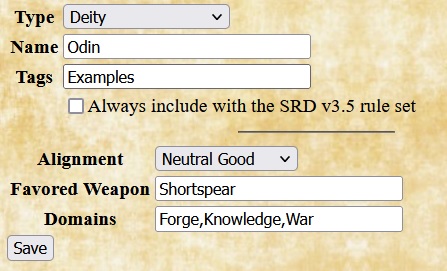 Type Deity
Name Odin
Tags Examples
Always include with the SRD v3.5 rule set
Alignment Neutral Good
Favored Weapon Shortspear
Domains Forge,Knowledge,War
Save